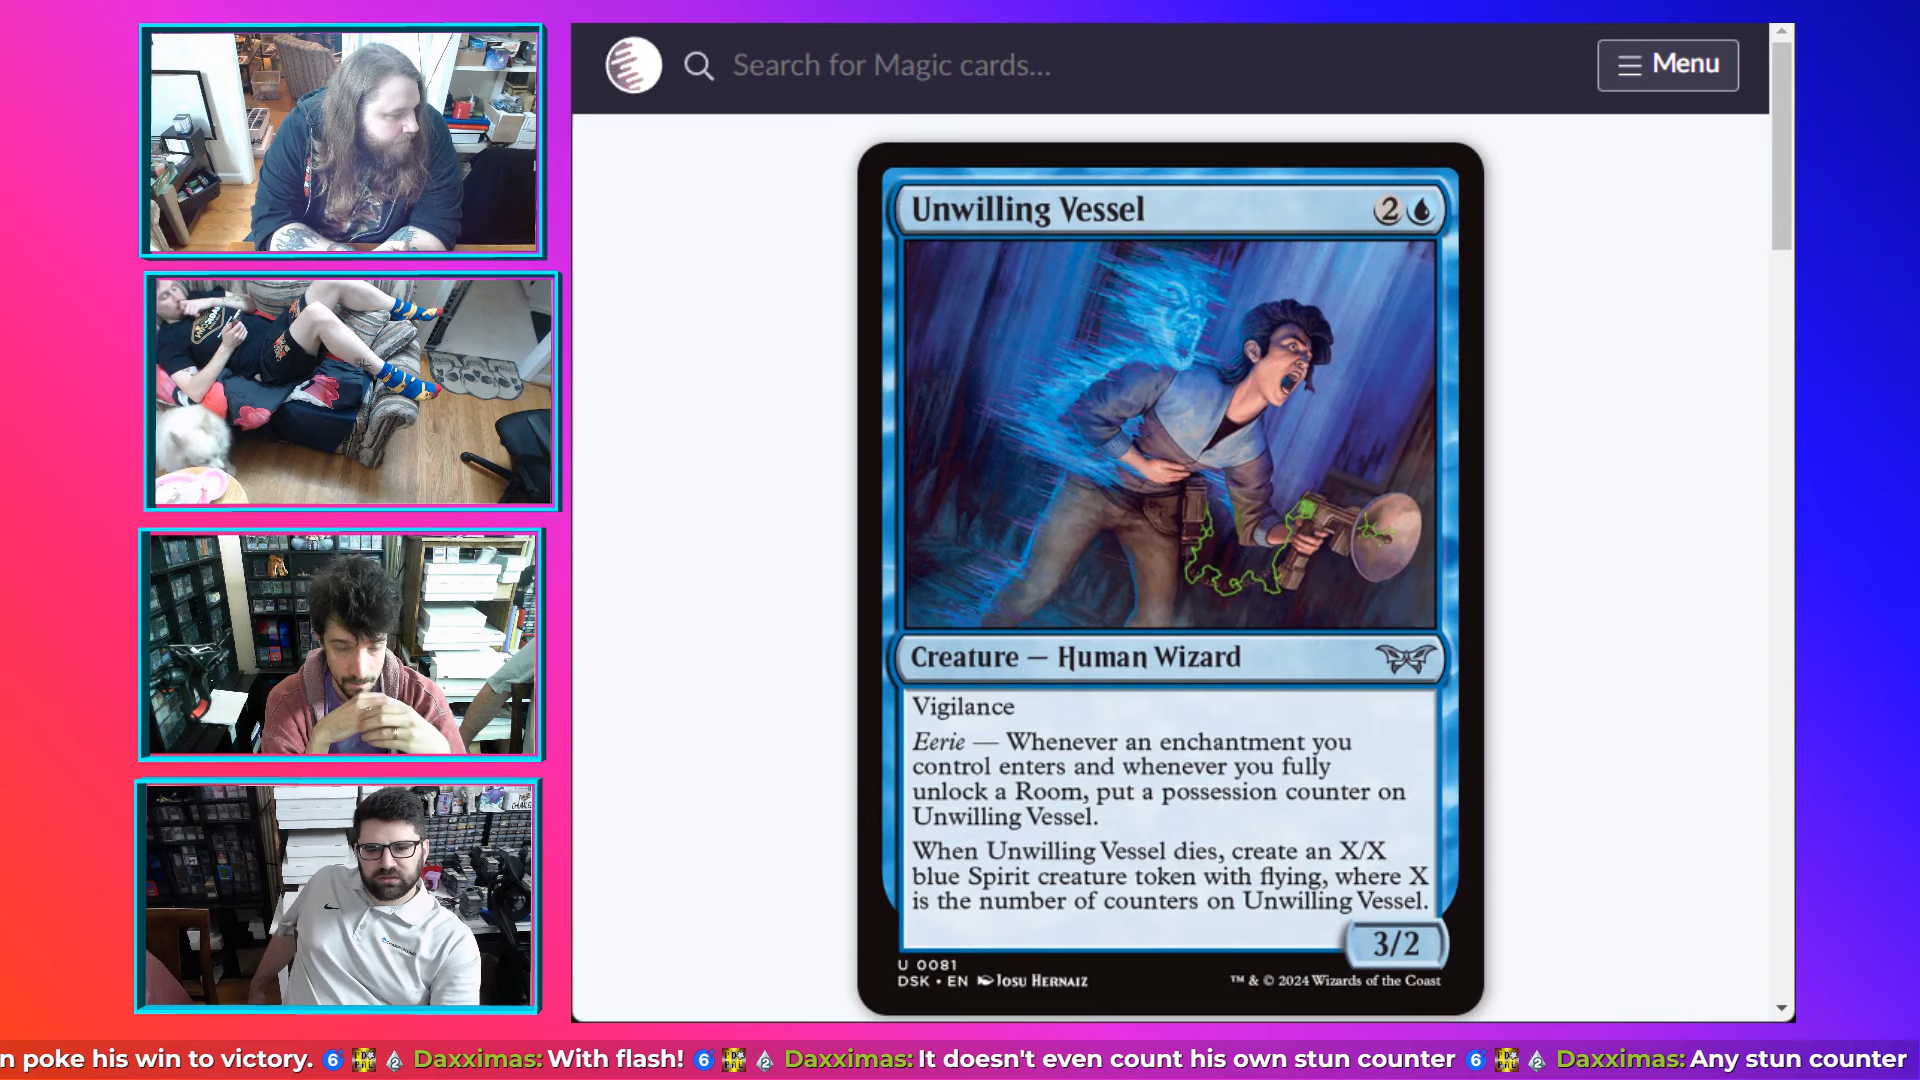 Search for Magic cards...
Menu
Unwilling Vessel
2
Creature — Human Wizard
Vigilance
Eerie — Whenever an enchantment you
control enters and whenever you fully
unlock a Room, put a possession counter on
Unwilling Vessel.
When Unwilling Vessel dies, create an X/X
blue Spirit creature token with flying, where X
is the number of counters on Unwilling Vessel.
3/2
U 0081
DSK • EN Josu Hernaiz
™ & © 2024 Wizards of the Coast
n poke his win to victory. 6 2 Daxximas: With flash! 6 2 Daxximas: It doesn't even count his own stun counter 6 2 Daxximas: Any stun counter